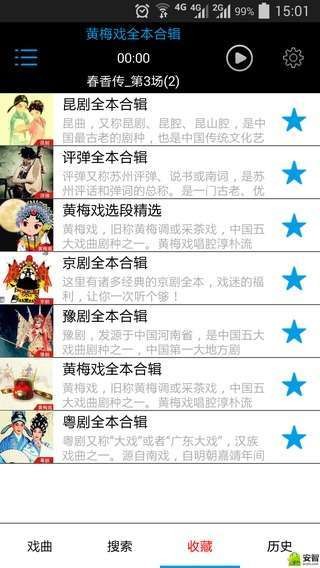 4G 4G 2G 99% 15:01
黄梅戏全本合辑
00:00
春香传_第3场(2)
昆剧全本合辑
昆曲，又称昆剧、昆腔、昆山腔，是中
国最古老的剧种，也是中国传统文化艺
评弹全本合辑
评弹又称苏州评弹、说书或南词，是苏
州评话和弹词的总称。是一门古老、优
黄梅戏选段精选
黄梅戏，旧称黄梅调或采茶戏，中国五
大戏曲剧种之一。黄梅戏唱腔淳朴流
京剧全本合辑
这里有诸多经典的京剧全本，戏迷的福
利，让你一次听个够！
豫剧全本合辑
豫剧，发源于中国河南省，是中国五大
戏曲剧种之一，中国第一大地方剧
黄梅戏全本合辑
黄梅戏，旧称黄梅调或采茶戏，中国五
大戏曲剧种之一。黄梅戏唱腔淳朴流
粤剧全本合辑
粤剧又称“大戏”或者“广东大戏”，汉族
戏曲之一。源自南戏，自明朝嘉靖年间
戏曲 搜索 收藏 历史
安智